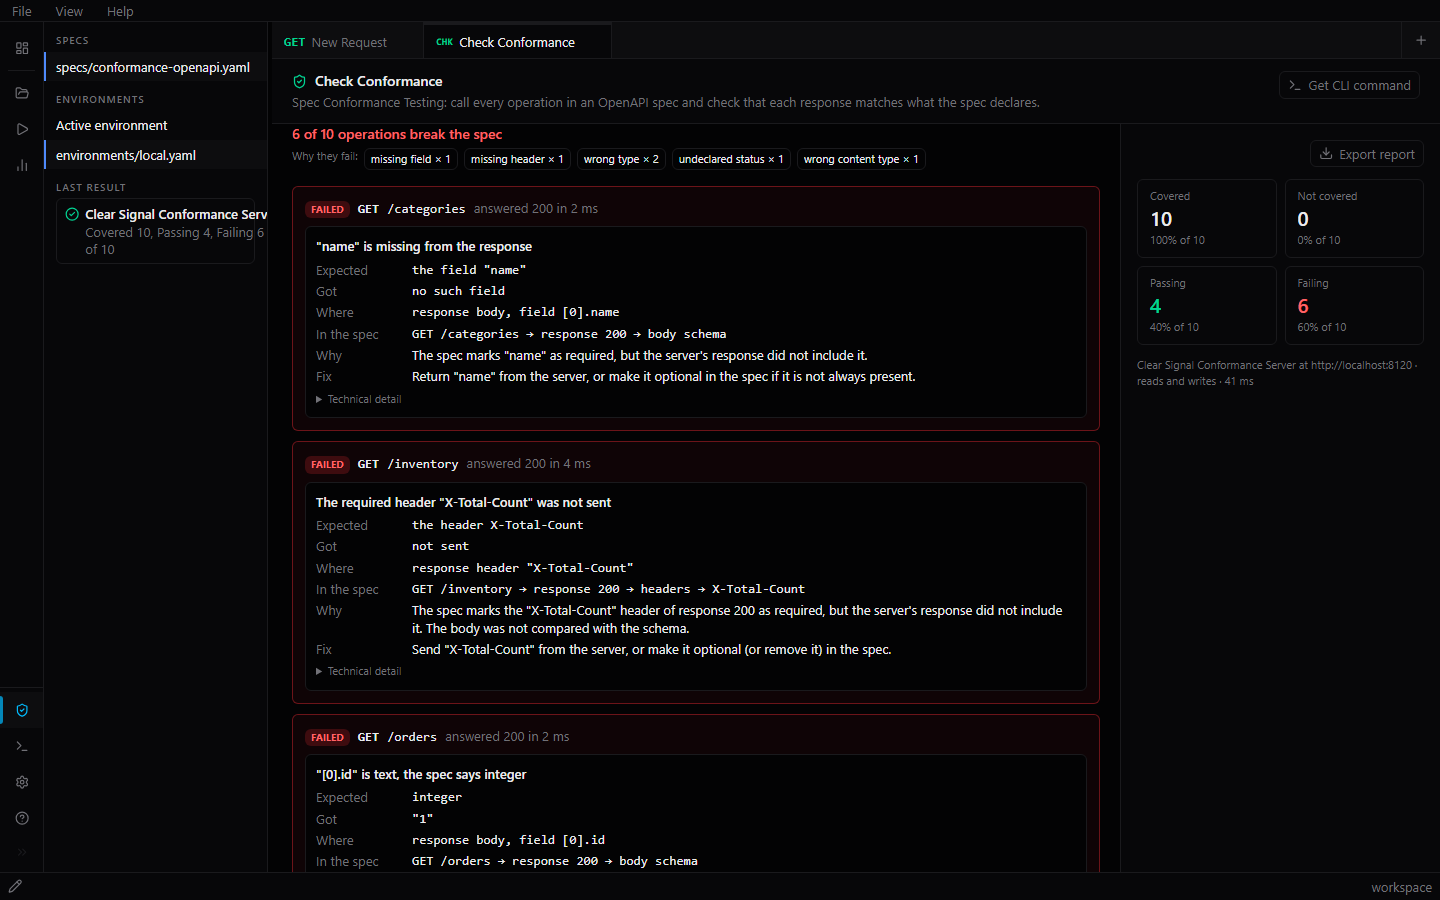 File View Help
SPECS
specs/conformance-openapi.yaml
ENVIRONMENTS
Active environment
environments/local.yaml
LAST RESULT
Clear Signal Conformance Serv
Covered 10, Passing 4, Failing 6
of 10
GET New Request
CHK Check Conformance
Check Conformance
Spec Conformance Testing: call every operation in an OpenAPI spec and check that each response matches what the spec declares.
Get CLI command
6 of 10 operations break the spec
Why they fail: missing field × 1 missing header × 1 wrong type × 2 undeclared status × 1 wrong content type × 1
FAILED GET /categories answered 200 in 2 ms
"name" is missing from the response
Expected the field "name"
Got no such field
Where response body, field [0].name
In the spec GET /categories → response 200 → body schema
Why The spec marks "name" as required, but the server's response did not include it.
Fix Return "name" from the server, or make it optional in the spec if it is not always present.
Technical detail
FAILED GET /inventory answered 200 in 4 ms
The required header "X-Total-Count" was not sent
Expected the header X-Total-Count
Got not sent
Where response header "X-Total-Count"
In the spec GET /inventory → response 200 → headers → X-Total-Count
Why The spec marks the "X-Total-Count" header of response 200 as required, but the server's response did not include
it. The body was not compared with the schema.
Fix Send "X-Total-Count" from the server, or make it optional (or remove it) in the spec.
Technical detail
FAILED GET /orders answered 200 in 2 ms
"[0].id" is text, the spec says integer
Expected integer
Got "1"
Where response body, field [0].id
In the spec GET /orders → response 200 → body schema
Export report
Covered
10
100% of 10
Not covered
0
0% of 10
Passing
4
40% of 10
Failing
6
60% of 10
Clear Signal Conformance Server at http://localhost:8120 ·
reads and writes · 41 ms
workspace